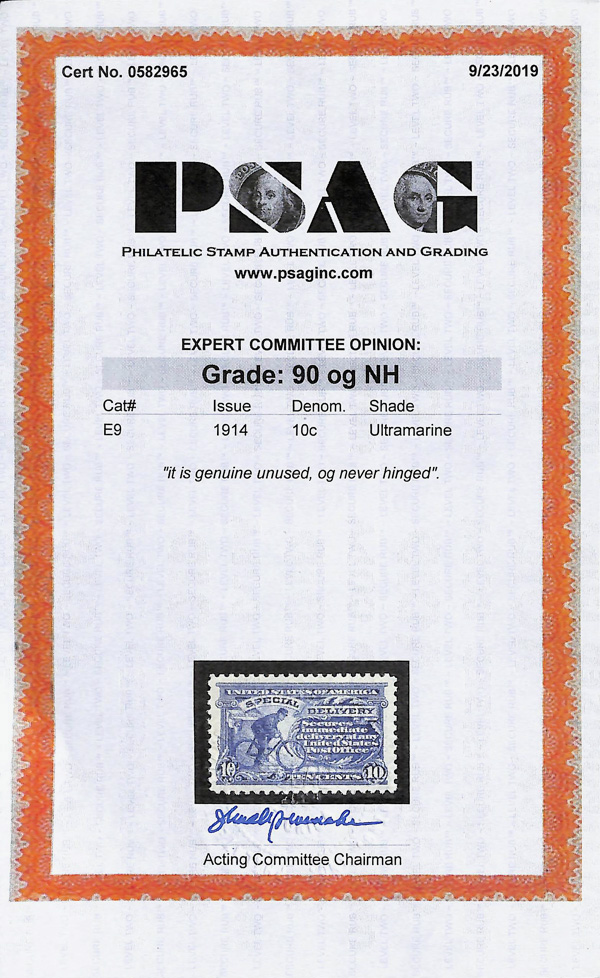 Cert No. 0582965
9/23/2019
PSAG
PHILATELIC STAMP AUTHENTICATION AND GRADING
www.psaginc.com
EXPERT COMMITTEE OPINION:
Grade: 90 og NH
Cat# Issue Denom. Shade
E9 1914 10c Ultramarine
"it is genuine unused, og never hinged".
UNITED STATES OF AMERICA
SPECIAL DELIVERY
Secures
immediate
delivery at any
United States
Post Office
10 TEN CENTS 10
Acting Committee Chairman